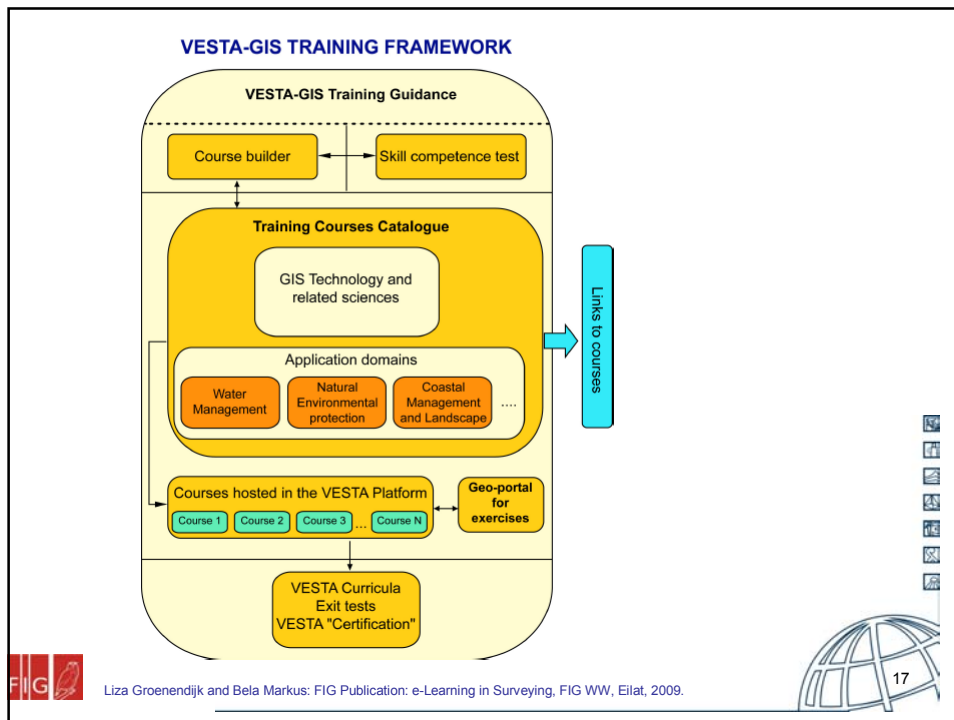 VESTA-GIS TRAINING FRAMEWORK
VESTA-GIS Training Guidance
Course builder
Skill competence test
Training Courses Catalogue
GIS Technology and
related sciences
Application domains
Water
Management
Natural
Environmental
protection
Coastal
Management
and Landscape
....
Links to courses
Courses hosted in the VESTA Platform
Course 1
Course 2
Course 3
...
Course N
Geo-portal
for
exercises
VESTA Curricula
Exit tests
VESTA "Certification"
FIG
Liza Groenendijk and Bela Markus: FIG Publication: e-Learning in Surveying, FIG WW, Eilat, 2009.
17